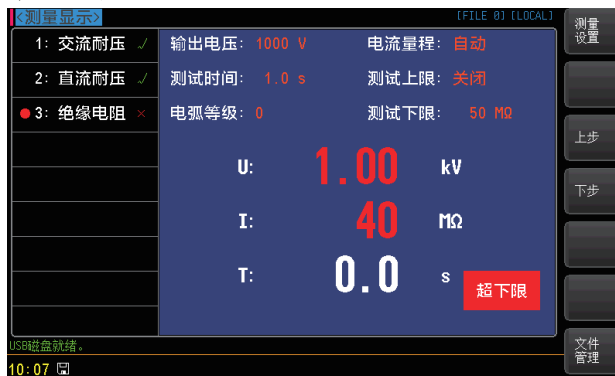 <测量显示> [FILE 0] [LOCAL]
测量设置
1: 交流耐压 ✓
2: 直流耐压 ✓
3: 绝缘电阻 ×
输出电压: 1000 V 电流量程: 自动
测试时间: 1.0 s 测试上限: 关闭
电弧等级: 0 测试下限: 50 MΩ
U: 1.00 kV
I: 40 MΩ
T: 0.0 s
超下限
上步
下步
文件管理
USB磁盘就绪。
10:07